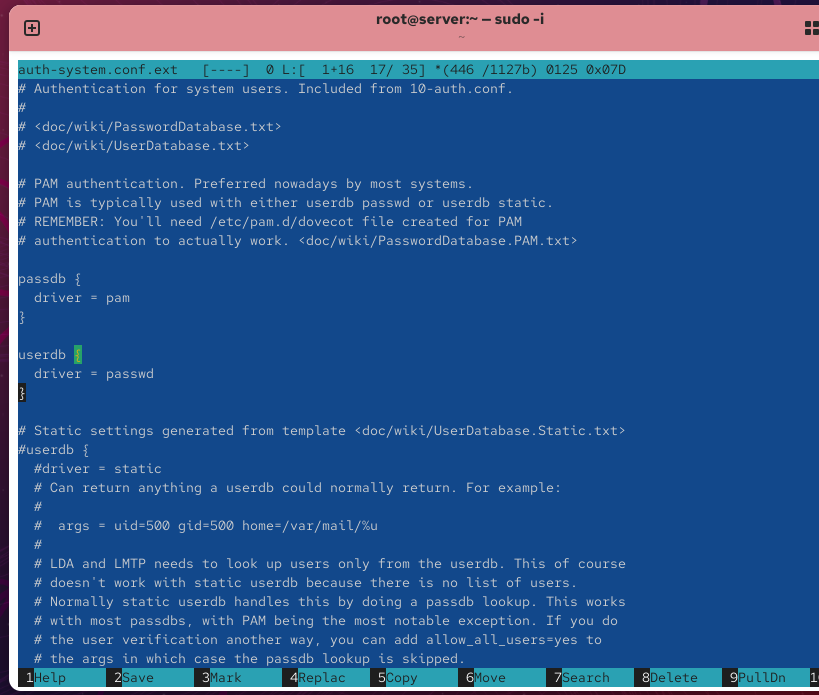 root@server:~ — sudo -i
~
auth-system.conf.ext   [----]  0 L:[  1+16  17/ 35] *(446 /1127b) 0125 0x07D
# Authentication for system users. Included from 10-auth.conf.
#
# <doc/wiki/PasswordDatabase.txt>
# <doc/wiki/UserDatabase.txt>

# PAM authentication. Preferred nowadays by most systems.
# PAM is typically used with either userdb passwd or userdb static.
# REMEMBER: You'll need /etc/pam.d/dovecot file created for PAM
# authentication to actually work. <doc/wiki/PasswordDatabase.PAM.txt>

passdb {
  driver = pam
}

userdb {
  driver = passwd
}

# Static settings generated from template <doc/wiki/UserDatabase.Static.txt>
#userdb {
  #driver = static
  # Can return anything a userdb could normally return. For example:
  #
  #  args = uid=500 gid=500 home=/var/mail/%u
  #
  # LDA and LMTP needs to look up users only from the userdb. This of course
  # doesn't work with static userdb because there is no list of users.
  # Normally static userdb handles this by doing a passdb lookup. This works
  # with most passdbs, with PAM being the most notable exception. If you do
  # the user verification another way, you can add allow_all_users=yes to
  # the args in which case the passdb lookup is skipped.
1Help 2Save 3Mark 4Replac 5Copy 6Move 7Search 8Delete 9PullDn 1